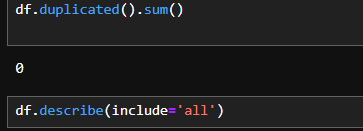 df.duplicated().sum()
0
df.describe(include='all')